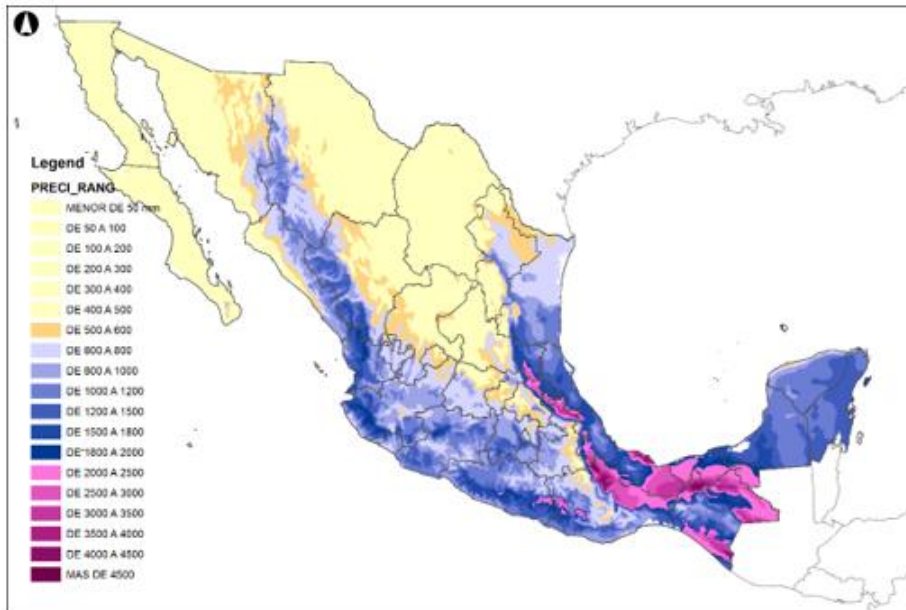 Legend
PRECI_RANG
MENOR DE 50 mm
DE 50 A 100
DE 100 A 200
DE 200 A 300
DE 300 A 400
DE 400 A 500
DE 500 A 600
DE 600 A 800
DE 800 A 1000
DE 1000 A 1200
DE 1200 A 1500
DE 1500 A 1800
DE 1800 A 2000
DE 2000 A 2500
DE 2500 A 3000
DE 3000 A 3500
DE 3500 A 4000
DE 4000 A 4500
MAS DE 4500